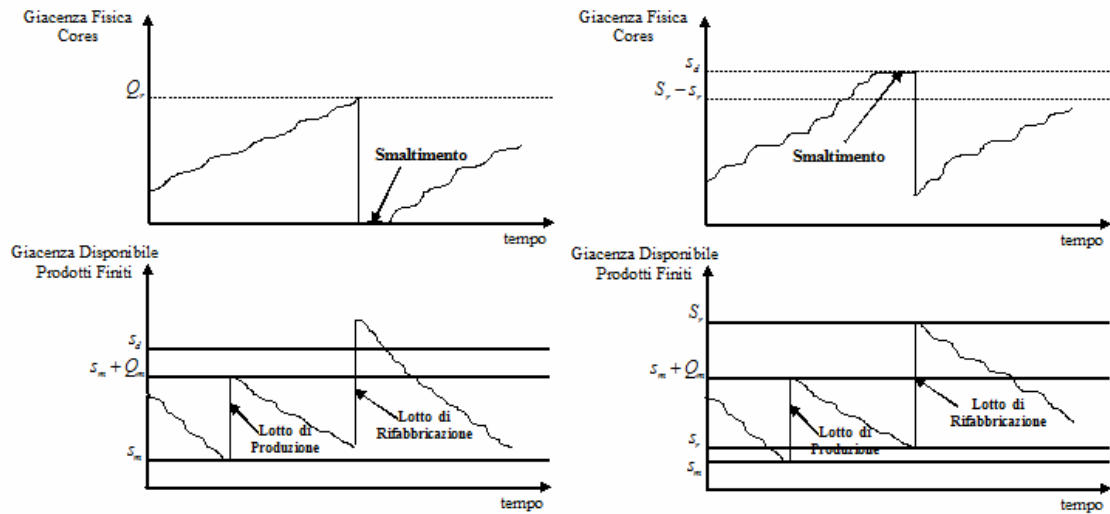 Giacenza Fisica
Cores
Q_r
Smaltimento
tempo
Giacenza Fisica
Cores
s_d
S_r - s_r
Smaltimento
tempo
Giacenza Disponibile
Prodotti Finiti
s_d
s_m + Q_m
s_m
Lotto di
Produzione
Lotto di
Rifabbricazione
tempo
Giacenza Disponibile
Prodotti Finiti
S_r
s_m + Q_m
s_r
s_m
Lotto di
Produzione
Lotto di
Rifabbricazione
tempo